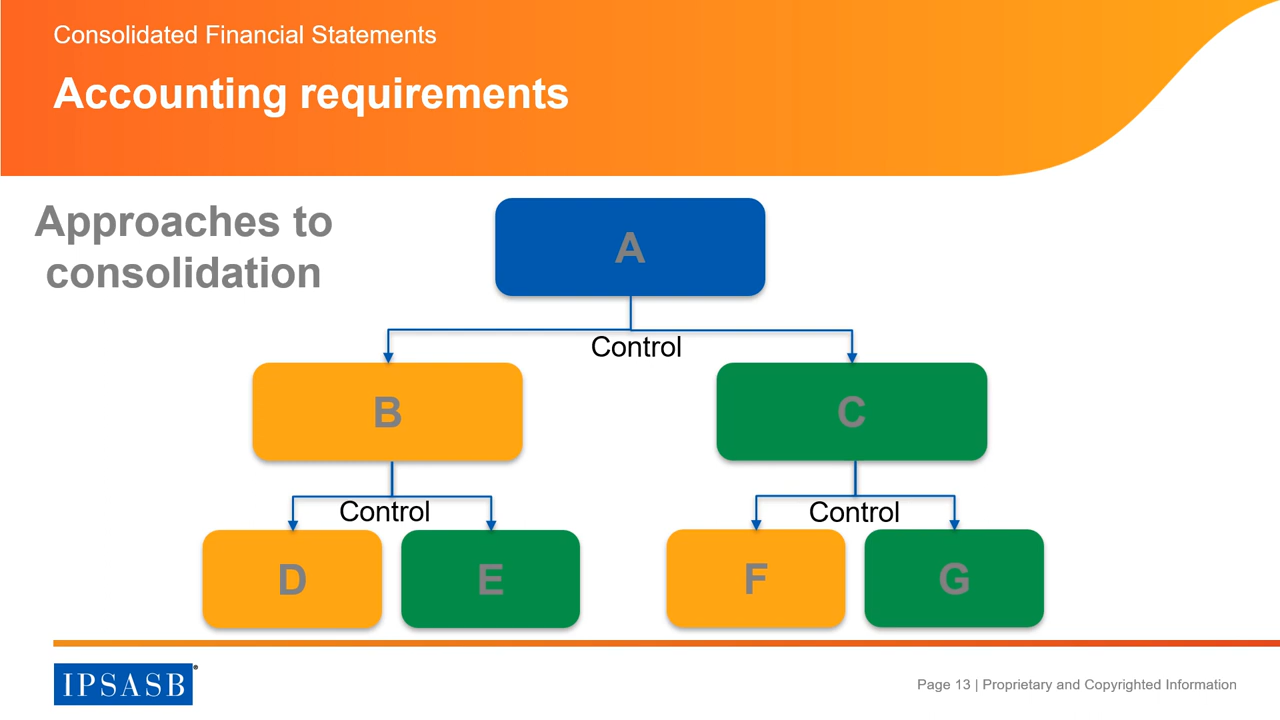 Consolidated Financial Statements
Accounting requirements
Approaches to
consolidation
A
Control
B
C
Control
Control
D
E
F
G
IPSASB®
Page 13 | Proprietary and Copyrighted Information